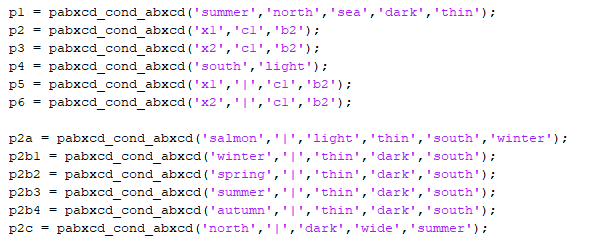 p1 = pabxcd_cond_abxcd('summer','north','sea','dark','thin');
p2 = pabxcd_cond_abxcd('x1','c1','b2');
p3 = pabxcd_cond_abxcd('x2','c1','b2');
p4 = pabxcd_cond_abxcd('south','light');
p5 = pabxcd_cond_abxcd('x1','|','c1','b2');
p6 = pabxcd_cond_abxcd('x2','|','c1','b2');
p2a = pabxcd_cond_abxcd('salmon','|','light','thin','south','winter');
p2b1 = pabxcd_cond_abxcd('winter','|','thin','dark','south');
p2b2 = pabxcd_cond_abxcd('spring','|','thin','dark','south');
p2b3 = pabxcd_cond_abxcd('summer','|','thin','dark','south');
p2b4 = pabxcd_cond_abxcd('autumn','|','thin','dark','south');
p2c = pabxcd_cond_abxcd('north','|','dark','wide','summer');